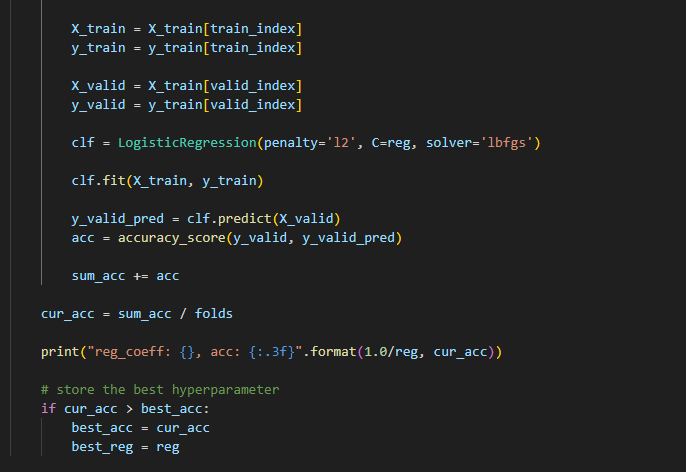 X_train = X_train[train_index]
y_train = y_train[train_index]
X_valid = X_train[valid_index]
y_valid = y_train[valid_index]
clf = LogisticRegression(penalty='l2', C=reg, solver='lbfgs')
clf.fit(X_train, y_train)
y_valid_pred = clf.predict(X_valid)
acc = accuracy_score(y_valid, y_valid_pred)
sum_acc += acc
cur_acc = sum_acc / folds
print("reg_coeff: {}, acc: {:.3f}".format(1.0/reg, cur_acc))
# store the best hyperparameter
if cur_acc > best_acc:
best_acc = cur_acc
best_reg = reg